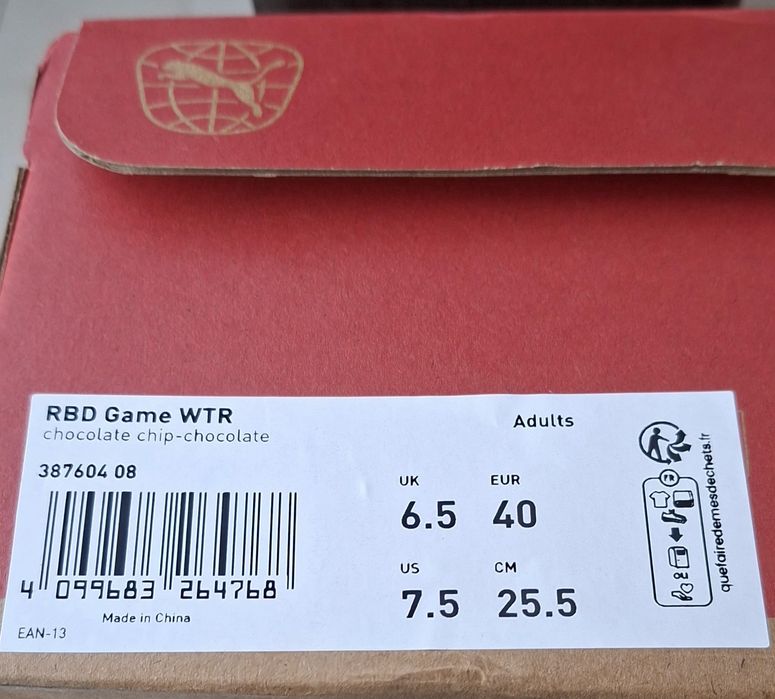 RBD Game WTR
chocolate chip-chocolate
Adults
387604 08
UK EUR
6.5 40
US CM
7.5 25.5
4 099683 264768
Made in China
EAN-13
FR
quefairedemesdechets.fr